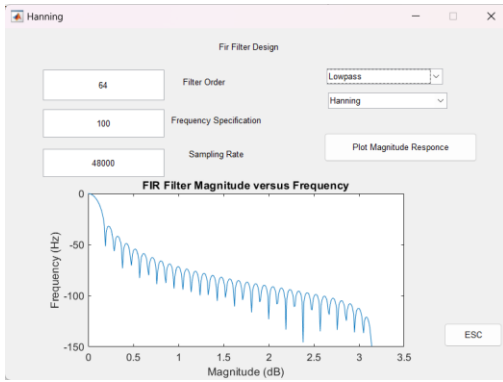 Hanning
Fir Filter Design
64 Filter Order Lowpass
Hanning
100 Frequency Specification
Plot Magnitude Responce
48000 Sampling Rate
FIR Filter Magnitude versus Frequency
0
-50
-100
-150
Frequency (Hz)
0 0.5 1 1.5 2 2.5 3 3.5
Magnitude (dB)
ESC